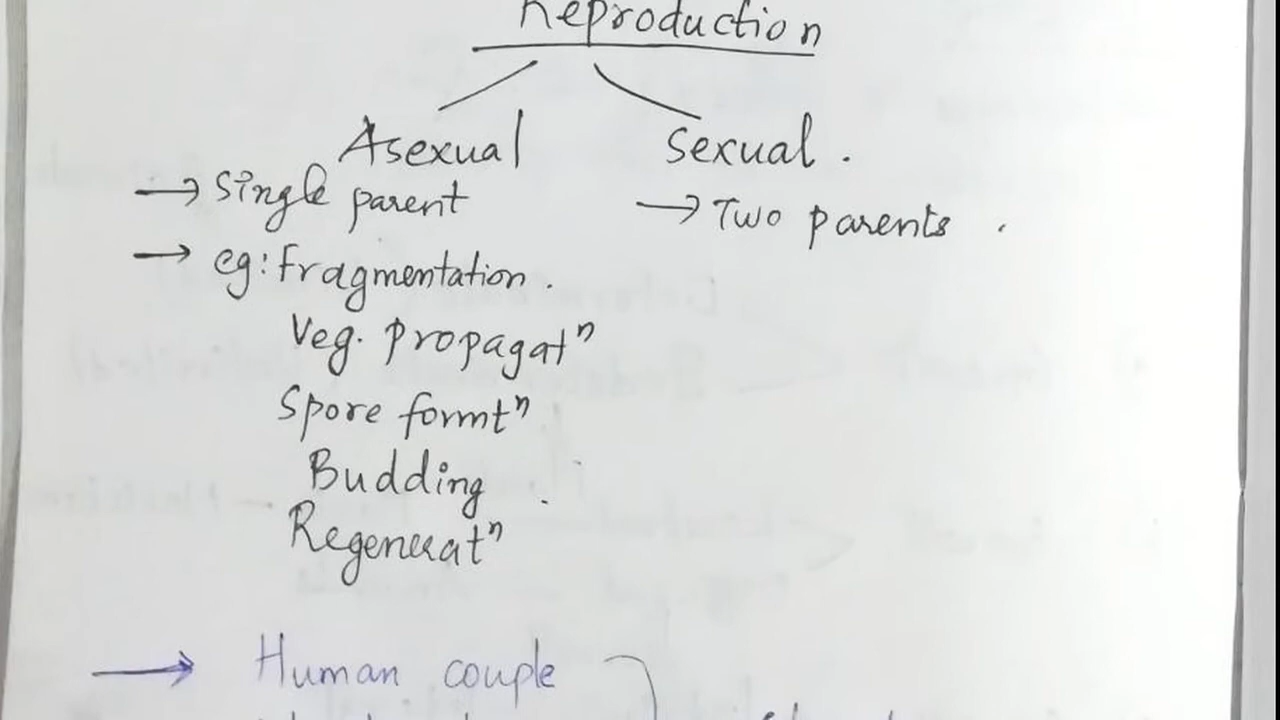 Reproduction
Asexual Sexual.
→ Single parent → Two parents.
→ eg: Fragmentation.
Veg. propagatⁿ
Spore formtⁿ
Budding
Regeneratⁿ
→ Human couple